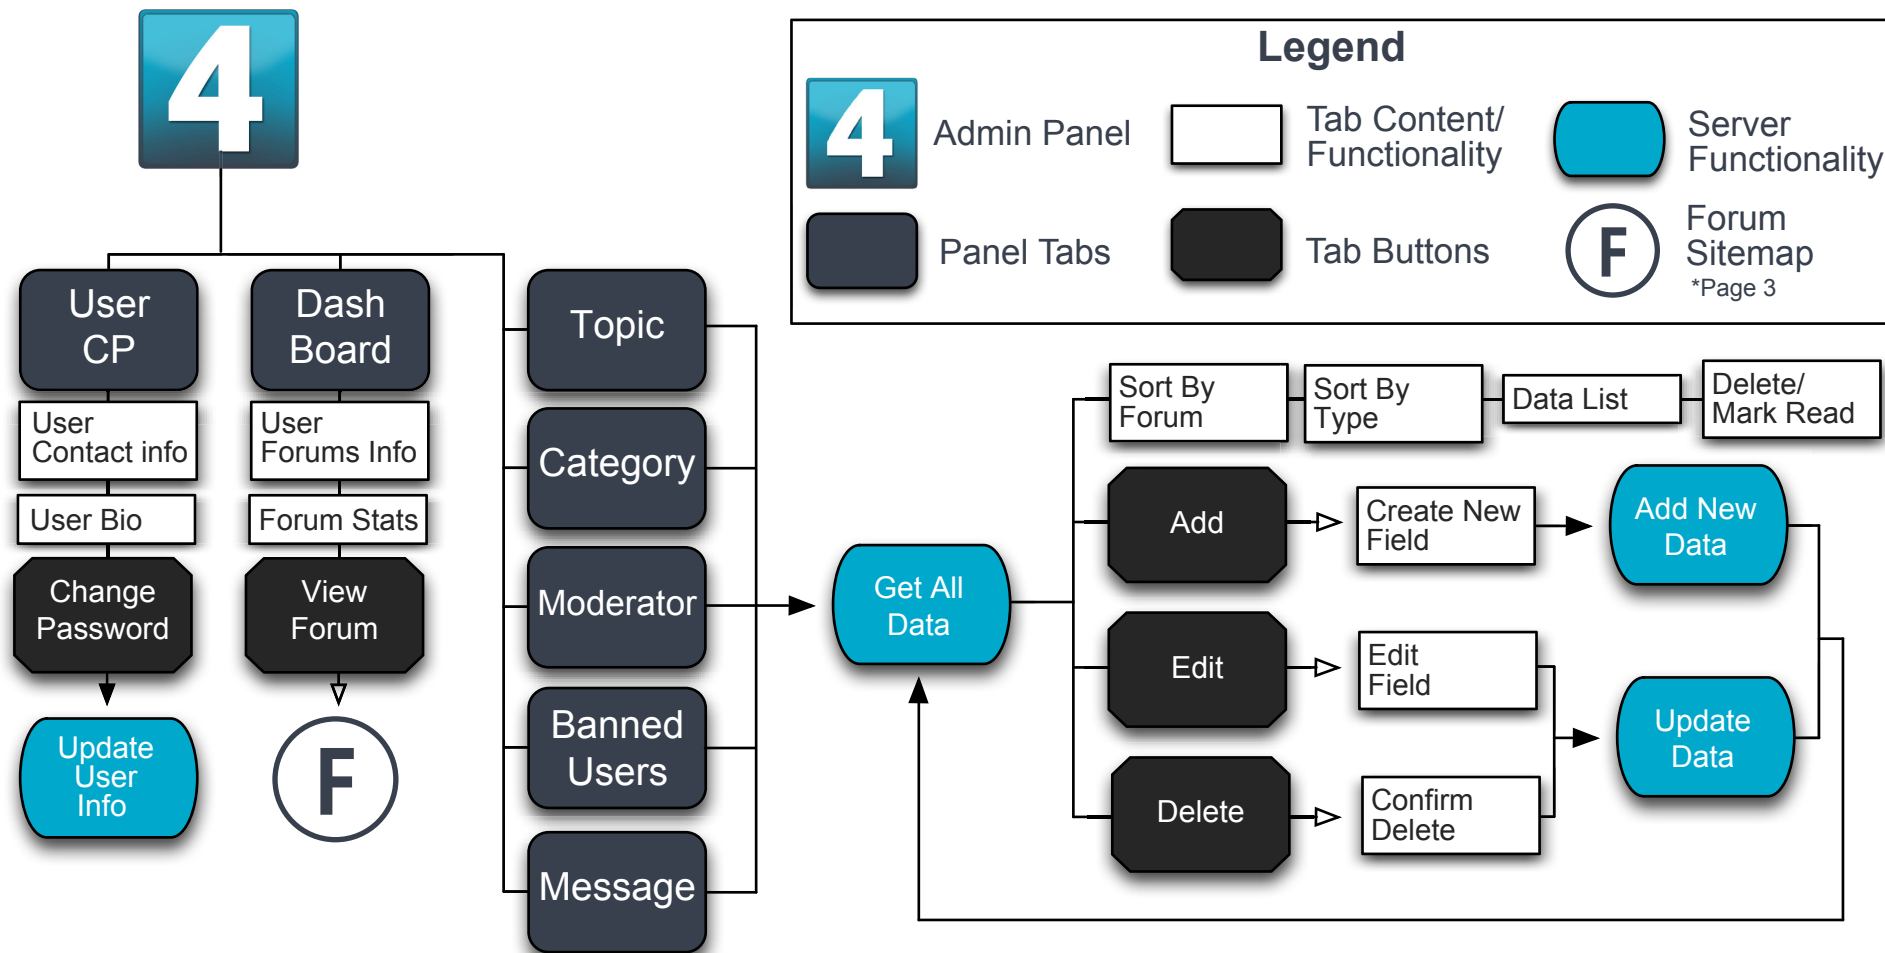 4
Legend
4
Admin Panel
Tab Content/
Functionality
Server
Functionality
Panel Tabs
Tab Buttons
F
Forum
Sitemap
*Page 3
User
CP
Dash
Board
Topic
Category
Moderator
Banned
Users
Message
User
Contact info
User Bio
Change
Password
Update
User
Info
User
Forums Info
Forum Stats
View
Forum
F
Get All
Data
Sort By
Forum
Sort By
Type
Data List
Delete/
Mark Read
Add
Create New
Field
Add New
Data
Edit
Edit
Field
Update
Data
Delete
Confirm
Delete